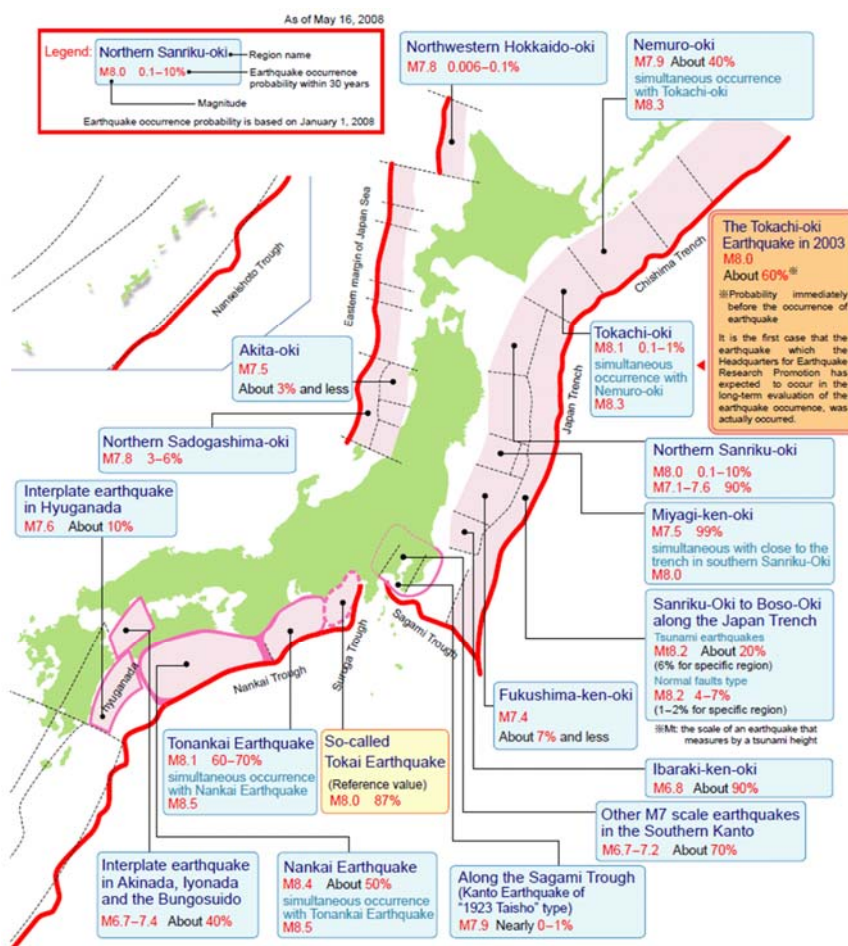 As of May 16, 2008
Legend:
Northern Sanriku-oki
M8.0 0.1–10%
Region name
Earthquake occurrence
probability within 30 years
Magnitude
Earthquake occurrence probability is based on January 1, 2008
Northwestern Hokkaido-oki
M7.8 0.006–0.1%
Nemuro-oki
M7.9 About 40%
simultaneous occurrence
with Tokachi-oki
M8.3
Nanseishoto Trough
Eastern margin of Japan Sea
Chishima Trench
The Tokachi-oki
Earthquake in 2003
M8.0
About 60%※
※Probability immediately
before the occurrence of
earthquake
It is the first case that the
earthquake which the
Headquarters for Earthquake
Research Promotion has
expected to occur in the
long-term evaluation of the
earthquake occurrence, was
actually occurred.
Tokachi-oki
M8.1 0.1–1%
simultaneous
occurrence with
Nemuro-oki
M8.3
Japan Trench
Akita-oki
M7.5
About 3% and less
Northern Sadogashima-oki
M7.8 3–6%
Northern Sanriku-oki
M8.0 0.1–10%
M7.1–7.6 90%
Miyagi-ken-oki
M7.5 99%
simultaneous with close to the
trench in southern Sanriku-Oki
M8.0
Interplate earthquake
in Hyuganada
M7.6 About 10%
Sanriku-Oki to Boso-Oki
along the Japan Trench
Tsunami earthquakes
Mt8.2 About 20%
(6% for specific region)
Normal faults type
M8.2 4–7%
(1–2% for specific region)
※Mt: the scale of an earthquake that
measures by a tsunami height
Sagami Trough
Suruga Trough
Nankai Trough
hyuganada
Fukushima-ken-oki
M7.4
About 7% and less
Tonankai Earthquake
M8.1 60–70%
simultaneous occurrence
with Nankai Earthquake
M8.5
So-called
Tokai Earthquake
(Reference value)
M8.0 87%
Ibaraki-ken-oki
M6.8 About 90%
Other M7 scale earthquakes
in the Southern Kanto
M6.7–7.2 About 70%
Interplate earthquake
in Akinada, Iyonada
and the Bungosuido
M6.7–7.4 About 40%
Nankai Earthquake
M8.4 About 50%
simultaneous occurrence
with Tonankai Earthquake
M8.5
Along the Sagami Trough
(Kanto Earthquake of
"1923 Taisho" type)
M7.9 Nearly 0–1%